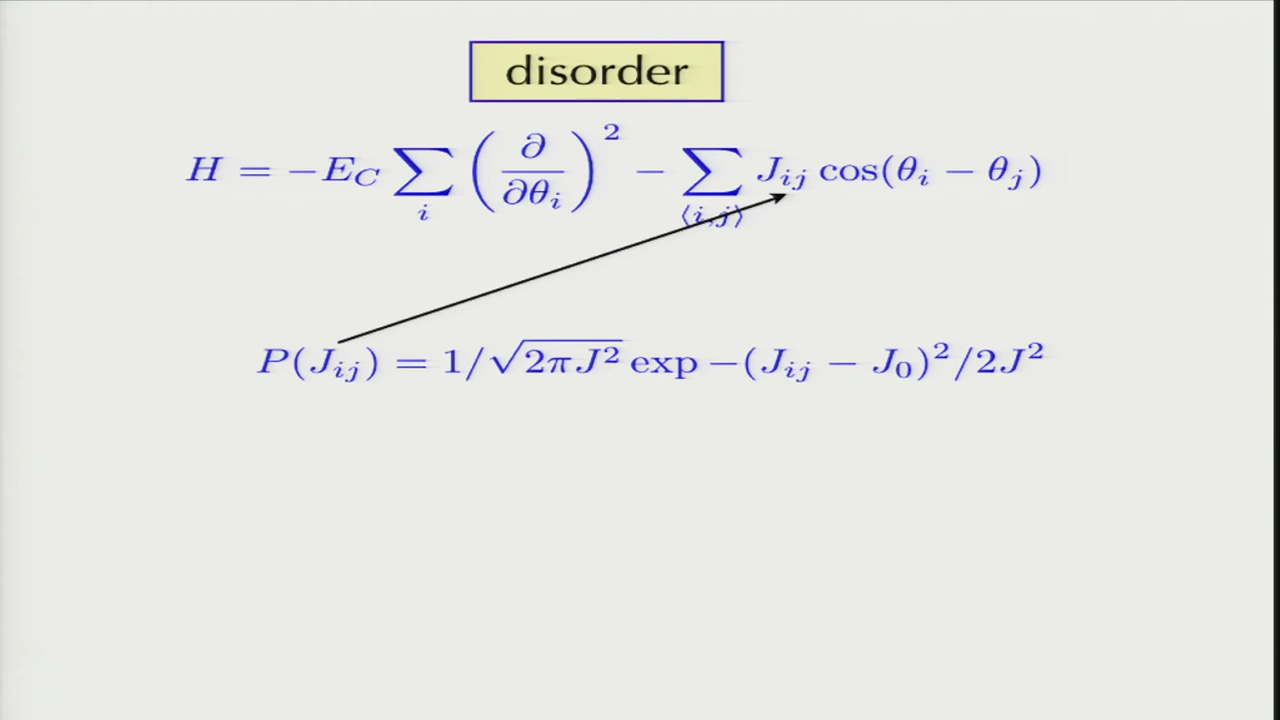 disorder
H = −E_C ∑_i (∂/∂θ_i)^2 − ∑_⟨i,j⟩ J_ij cos(θ_i − θ_j)
P(J_ij) = 1/√(2πJ^2) exp −(J_ij − J_0)^2/2J^2